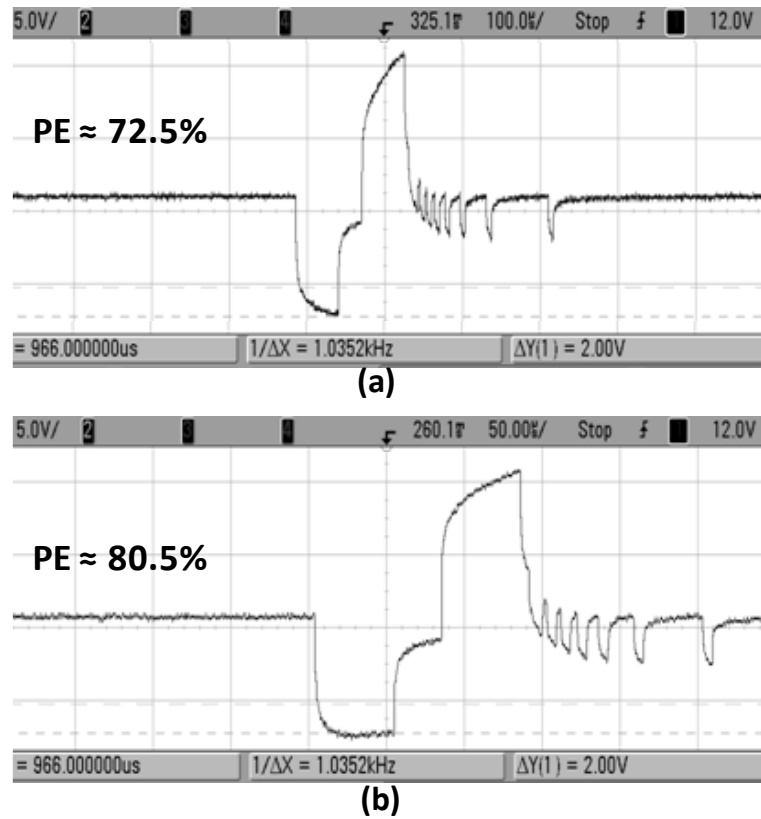 5.0V/ 2 3 4 325.1 100.0 / Stop 1 12.0V
PE ≈ 72.5%
= 966.000000us 1/ΔX = 1.0352kHz ΔY(1) = 2.00V
(a)
5.0V/ 2 3 4 260.1 50.00 / Stop 12.0V
PE ≈ 80.5%
= 966.000000us 1/ΔX = 1.0352kHz ΔY(1) = 2.00V
(b)